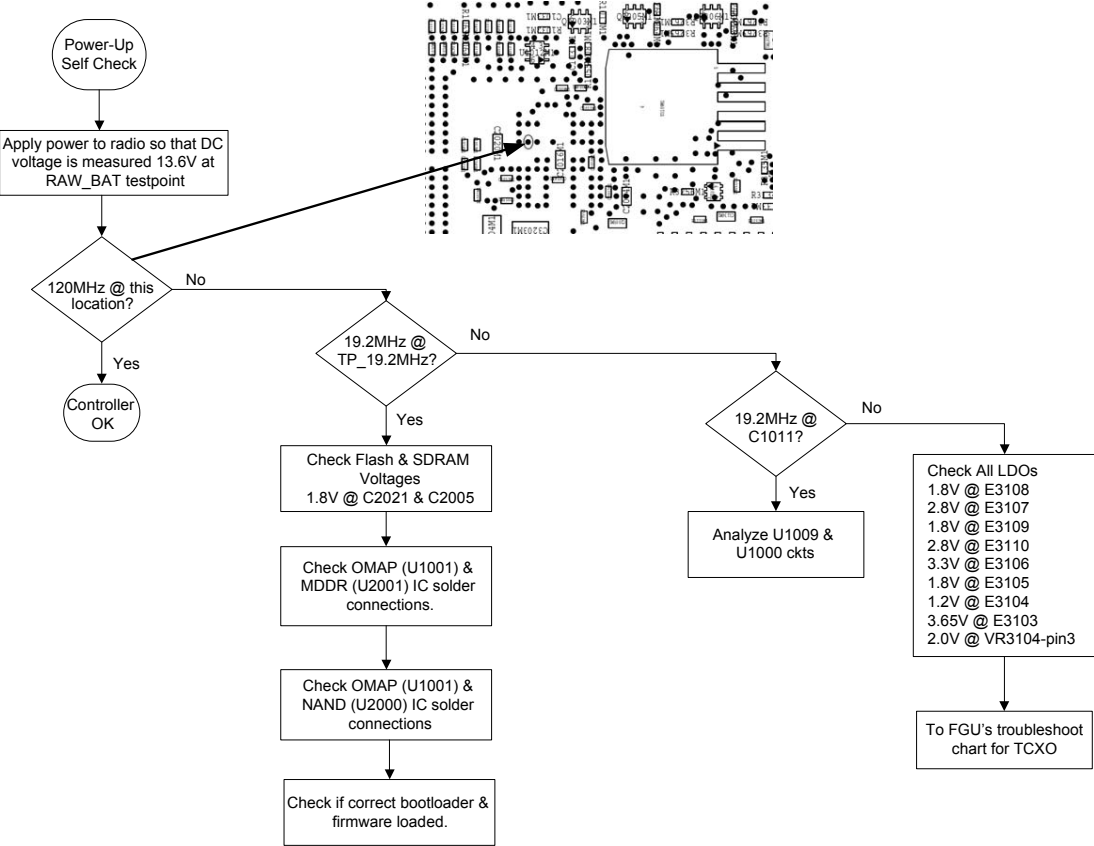 Power-Up
Self Check
Apply power to radio so that DC
voltage is measured 13.6V at
RAW_BAT testpoint
120MHz @ this
location?
No
Yes
Controller
OK
19.2MHz @
TP_19.2MHz?
No
Yes
Check Flash & SDRAM
Voltages
1.8V @ C2021 & C2005
Check OMAP (U1001) &
MDDR (U2001) IC solder
connections.
Check OMAP (U1001) &
NAND (U2000) IC solder
connections
Check if correct bootloader &
firmware loaded.
19.2MHz @
C1011?
No
Yes
Analyze U1009 &
U1000 ckts
Check All LDOs
1.8V @ E3108
2.8V @ E3107
1.8V @ E3109
2.8V @ E3110
3.3V @ E3106
1.8V @ E3105
1.2V @ E3104
3.65V @ E3103
2.0V @ VR3104-pin3
To FGU's troubleshoot
chart for TCXO